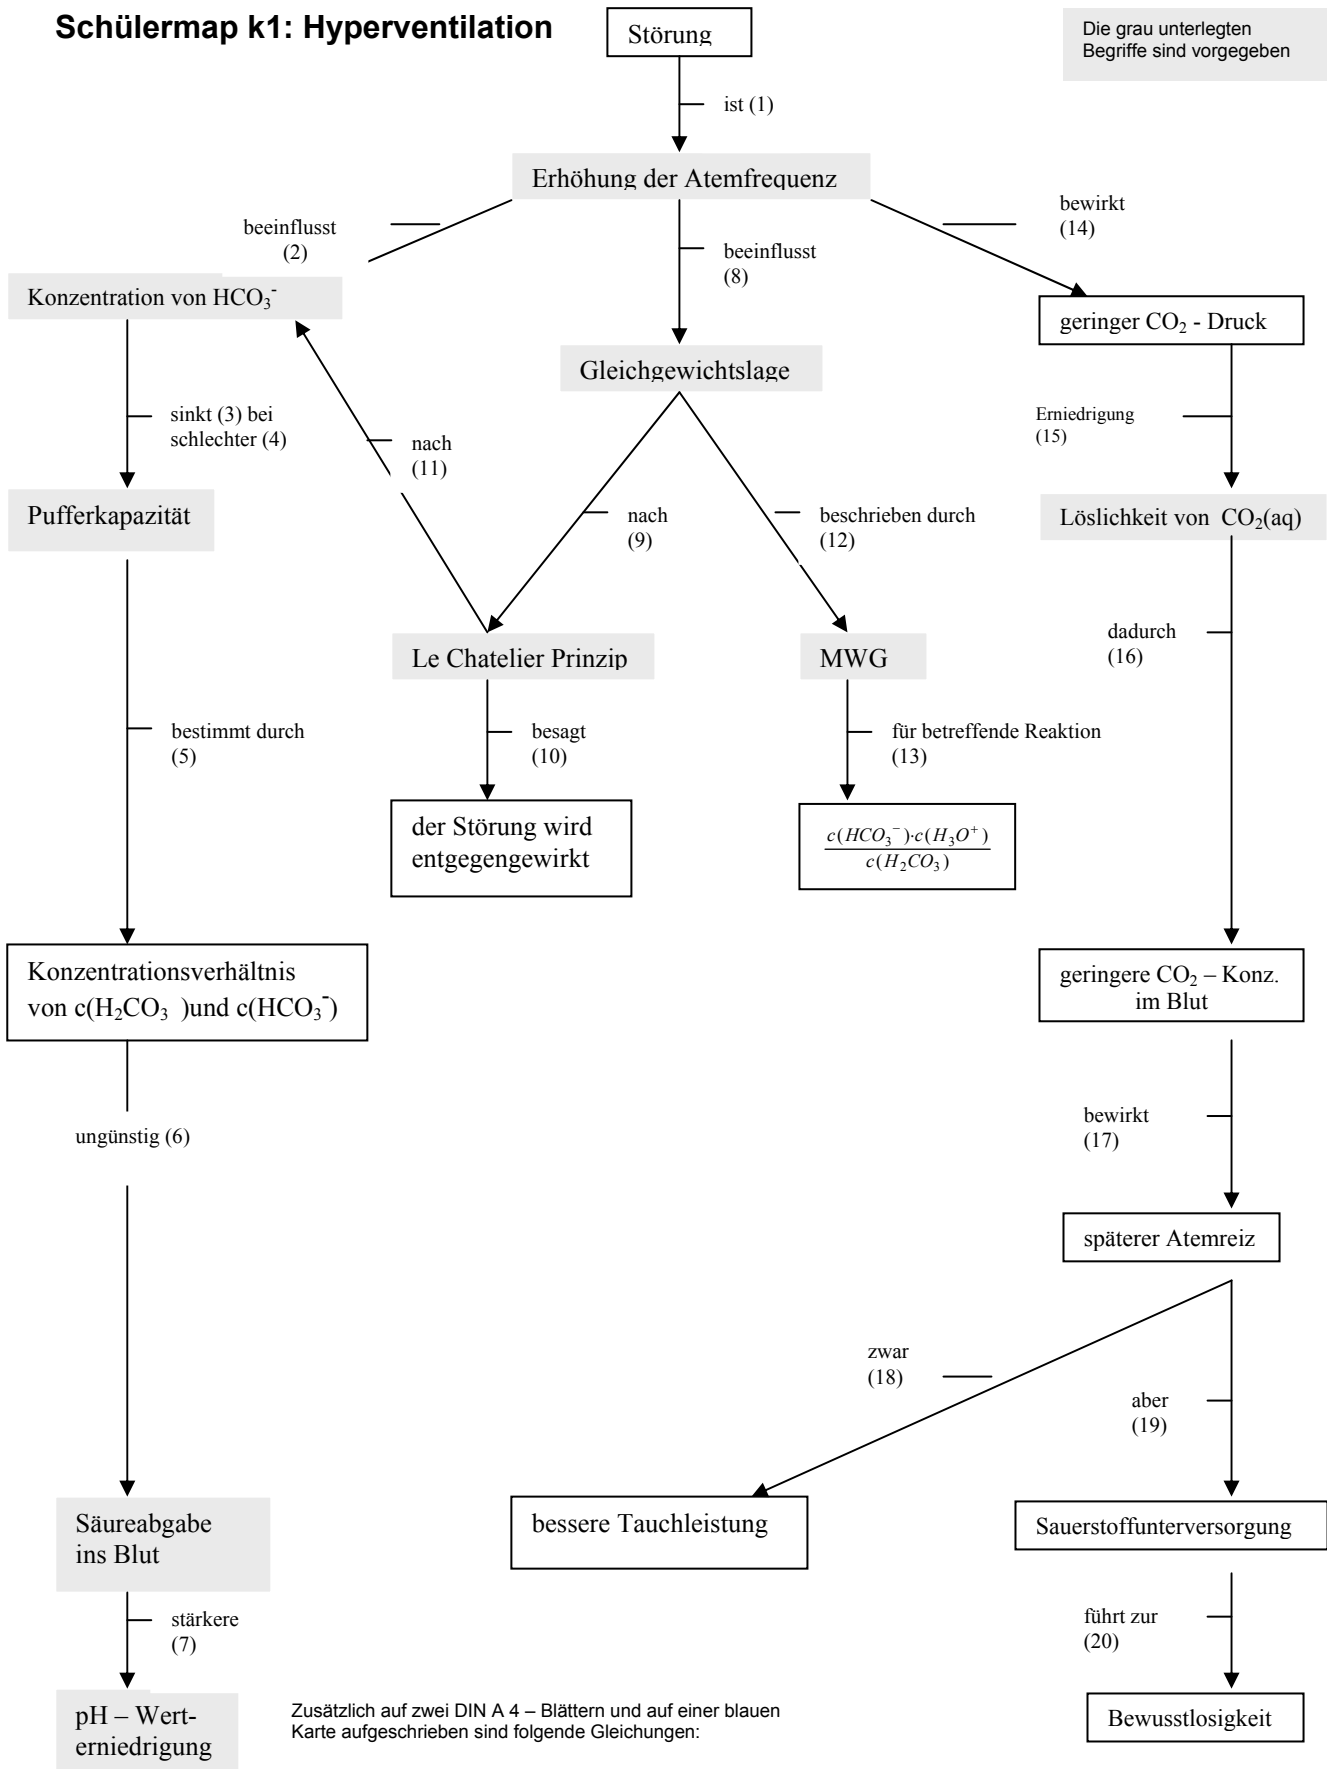 Schülermap k1: Hyperventilation
Störung
Die grau unterlegten
Begriffe sind vorgegeben
ist (1)
Erhöhung der Atemfrequenz
beeinflusst
(2)
beeinflusst
(8)
bewirkt
(14)
Konzentration von HCO₃⁻
geringer CO₂ - Druck
Gleichgewichtslage
sinkt (3) bei
schlechter (4)
nach
(11)
Erniedrigung
(15)
Pufferkapazität
nach
(9)
beschrieben durch
(12)
Löslichkeit von CO₂(aq)
Le Chatelier Prinzip
MWG
dadurch
(16)
bestimmt durch
(5)
besagt
(10)
für betreffende Reaktion
(13)
der Störung wird
entgegengewirkt
c(HCO₃⁻)·c(H₃O⁺)
c(H₂CO₃)
Konzentrationsverhältnis
von c(H₂CO₃ )und c(HCO₃⁻)
geringere CO₂ – Konz.
im Blut
ungünstig (6)
bewirkt
(17)
späterer Atemreiz
zwar
(18)
aber
(19)
Säureabgabe
ins Blut
bessere Tauchleistung
Sauerstoffunterversorgung
stärkere
(7)
führt zur
(20)
pH – Wert-
erniedrigung
Zusätzlich auf zwei DIN A 4 – Blättern und auf einer blauen
Karte aufgeschrieben sind folgende Gleichungen:
Bewusstlosigkeit